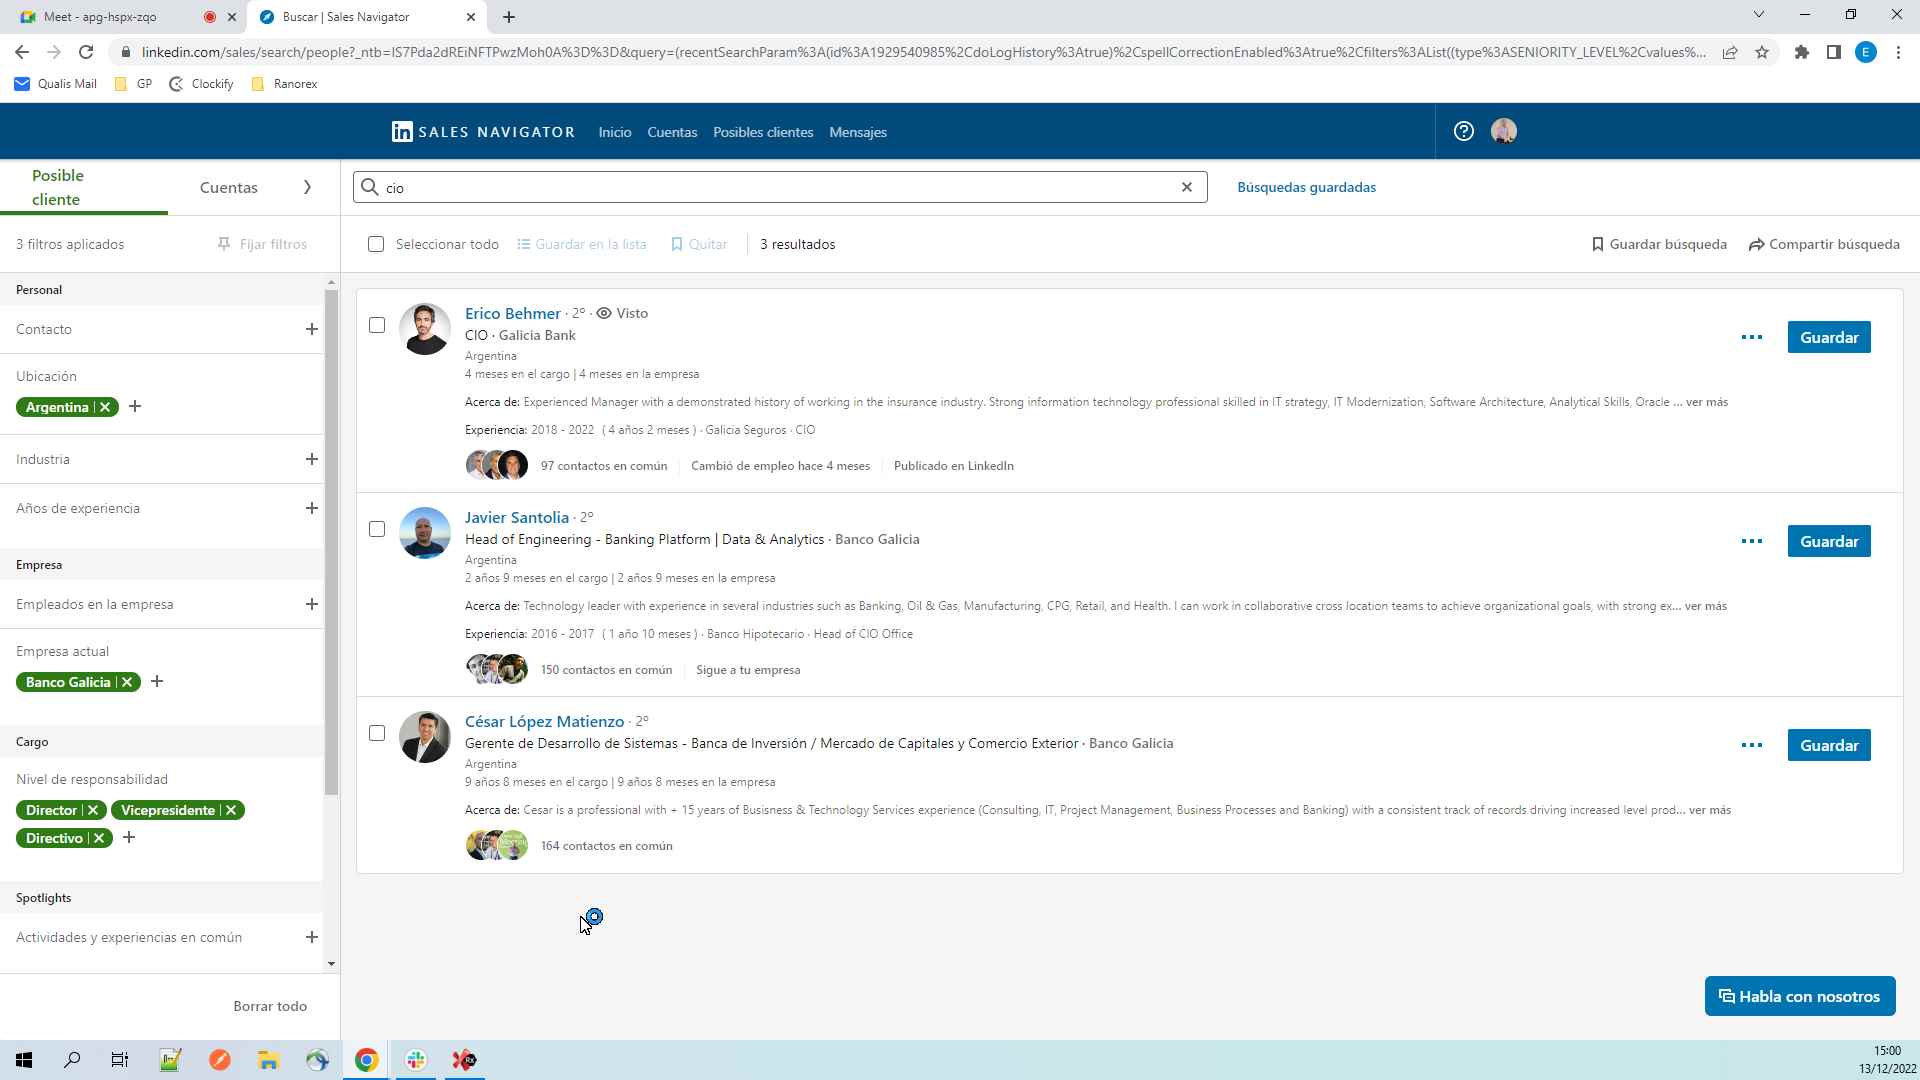 Meet - apg-hspx-zqo
Buscar | Sales Navigator
linkedin.com/sales/search/people?_ntb=IS7Pda2dREiNFTPwzMoh0A%3D%3D&query=(recentSearchParam%3A(id%3A1929540985%2CdoLogHistory%3Atrue)%2CspellCorrectionEnabled%3Atrue%2Cfilters%3AList((type%3ASENIORITY_LEVEL%2Cvalues%...
E
Qualis Mail
GP
Clockify
Ranorex
in SALES NAVIGATOR
Inicio
Cuentas
Posibles clientes
Mensajes
Posible cliente
Cuentas
cio
Búsquedas guardadas
3 filtros aplicados
Fijar filtros
Seleccionar todo
Guardar en la lista
Quitar
3 resultados
Guardar búsqueda
Compartir búsqueda
Personal
Contacto
Ubicación
Argentina
Industria
Años de experiencia
Empresa
Empleados en la empresa
Empresa actual
Banco Galicia
Cargo
Nivel de responsabilidad
Director
Vicepresidente
Directivo
Spotlights
Actividades y experiencias en común
Borrar todo
Erico Behmer · 2º · Visto
CIO · Galicia Bank
Argentina
4 meses en el cargo | 4 meses en la empresa
Acerca de: Experienced Manager with a demonstrated history of working in the insurance industry. Strong information technology professional skilled in IT strategy, IT Modernization, Software Architecture, Analytical Skills, Oracle ... ver más
Experiencia: 2018 - 2022 ( 4 años 2 meses ) · Galicia Seguros · CIO
97 contactos en común
Cambió de empleo hace 4 meses
Publicado en LinkedIn
Guardar
Javier Santolia · 2º
Head of Engineering - Banking Platform | Data & Analytics · Banco Galicia
Argentina
2 años 9 meses en el cargo | 2 años 9 meses en la empresa
Acerca de: Technology leader with experience in several industries such as Banking, Oil & Gas, Manufacturing, CPG, Retail, and Health. I can work in collaborative cross location teams to achieve organizational goals, with strong ex... ver más
Experiencia: 2016 - 2017 ( 1 año 10 meses ) · Banco Hipotecario · Head of CIO Office
150 contactos en común
Sigue a tu empresa
Guardar
César López Matienzo · 2º
Gerente de Desarrollo de Sistemas - Banca de Inversión / Mercado de Capitales y Comercio Exterior · Banco Galicia
Argentina
9 años 8 meses en el cargo | 9 años 8 meses en la empresa
Acerca de: Cesar is a professional with + 15 years of Business & Technology Services experience (Consulting, IT, Project Management, Business Processes and Banking) with a consistent track of records driving increased level prod... ver más
164 contactos en común
Guardar
Habla con nosotros
15:00
13/12/2022